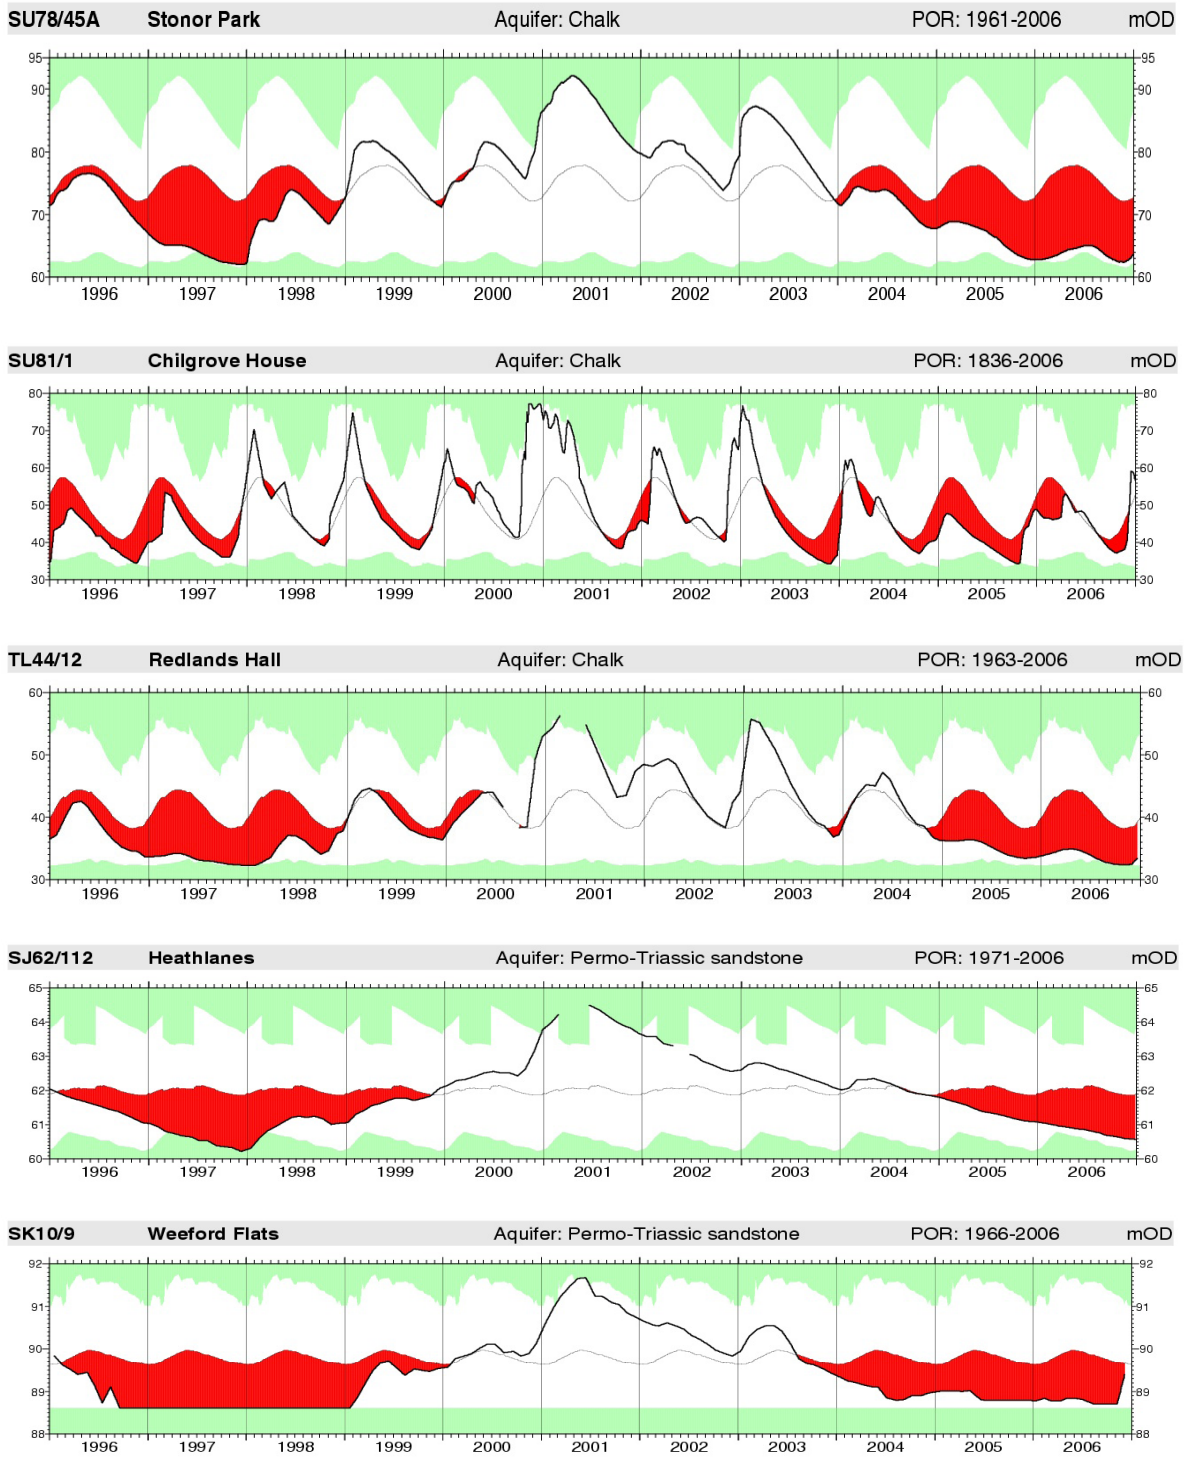 SU78/45A Stonor Park Aquifer: Chalk POR: 1961-2006 mOD
95 95
90 90
80 80
70 70
60 60
1996 1997 1998 1999 2000 2001 2002 2003 2004 2005 2006
SU81/1 Chilgrove House Aquifer: Chalk POR: 1836-2006 mOD
80 80
70 70
60 60
50 50
40 40
30 30
1996 1997 1998 1999 2000 2001 2002 2003 2004 2005 2006
TL44/12 Redlands Hall Aquifer: Chalk POR: 1963-2006 mOD
60 60
50 50
40 40
30 30
1996 1997 1998 1999 2000 2001 2002 2003 2004 2005 2006
SJ62/112 Heathlanes Aquifer: Permo-Triassic sandstone POR: 1971-2006 mOD
65 65
64 64
63 63
62 62
61 61
60 60
1996 1997 1998 1999 2000 2001 2002 2003 2004 2005 2006
SK10/9 Weeford Flats Aquifer: Permo-Triassic sandstone POR: 1966-2006 mOD
92 92
91 91
90 90
89 89
88 88
1996 1997 1998 1999 2000 2001 2002 2003 2004 2005 2006